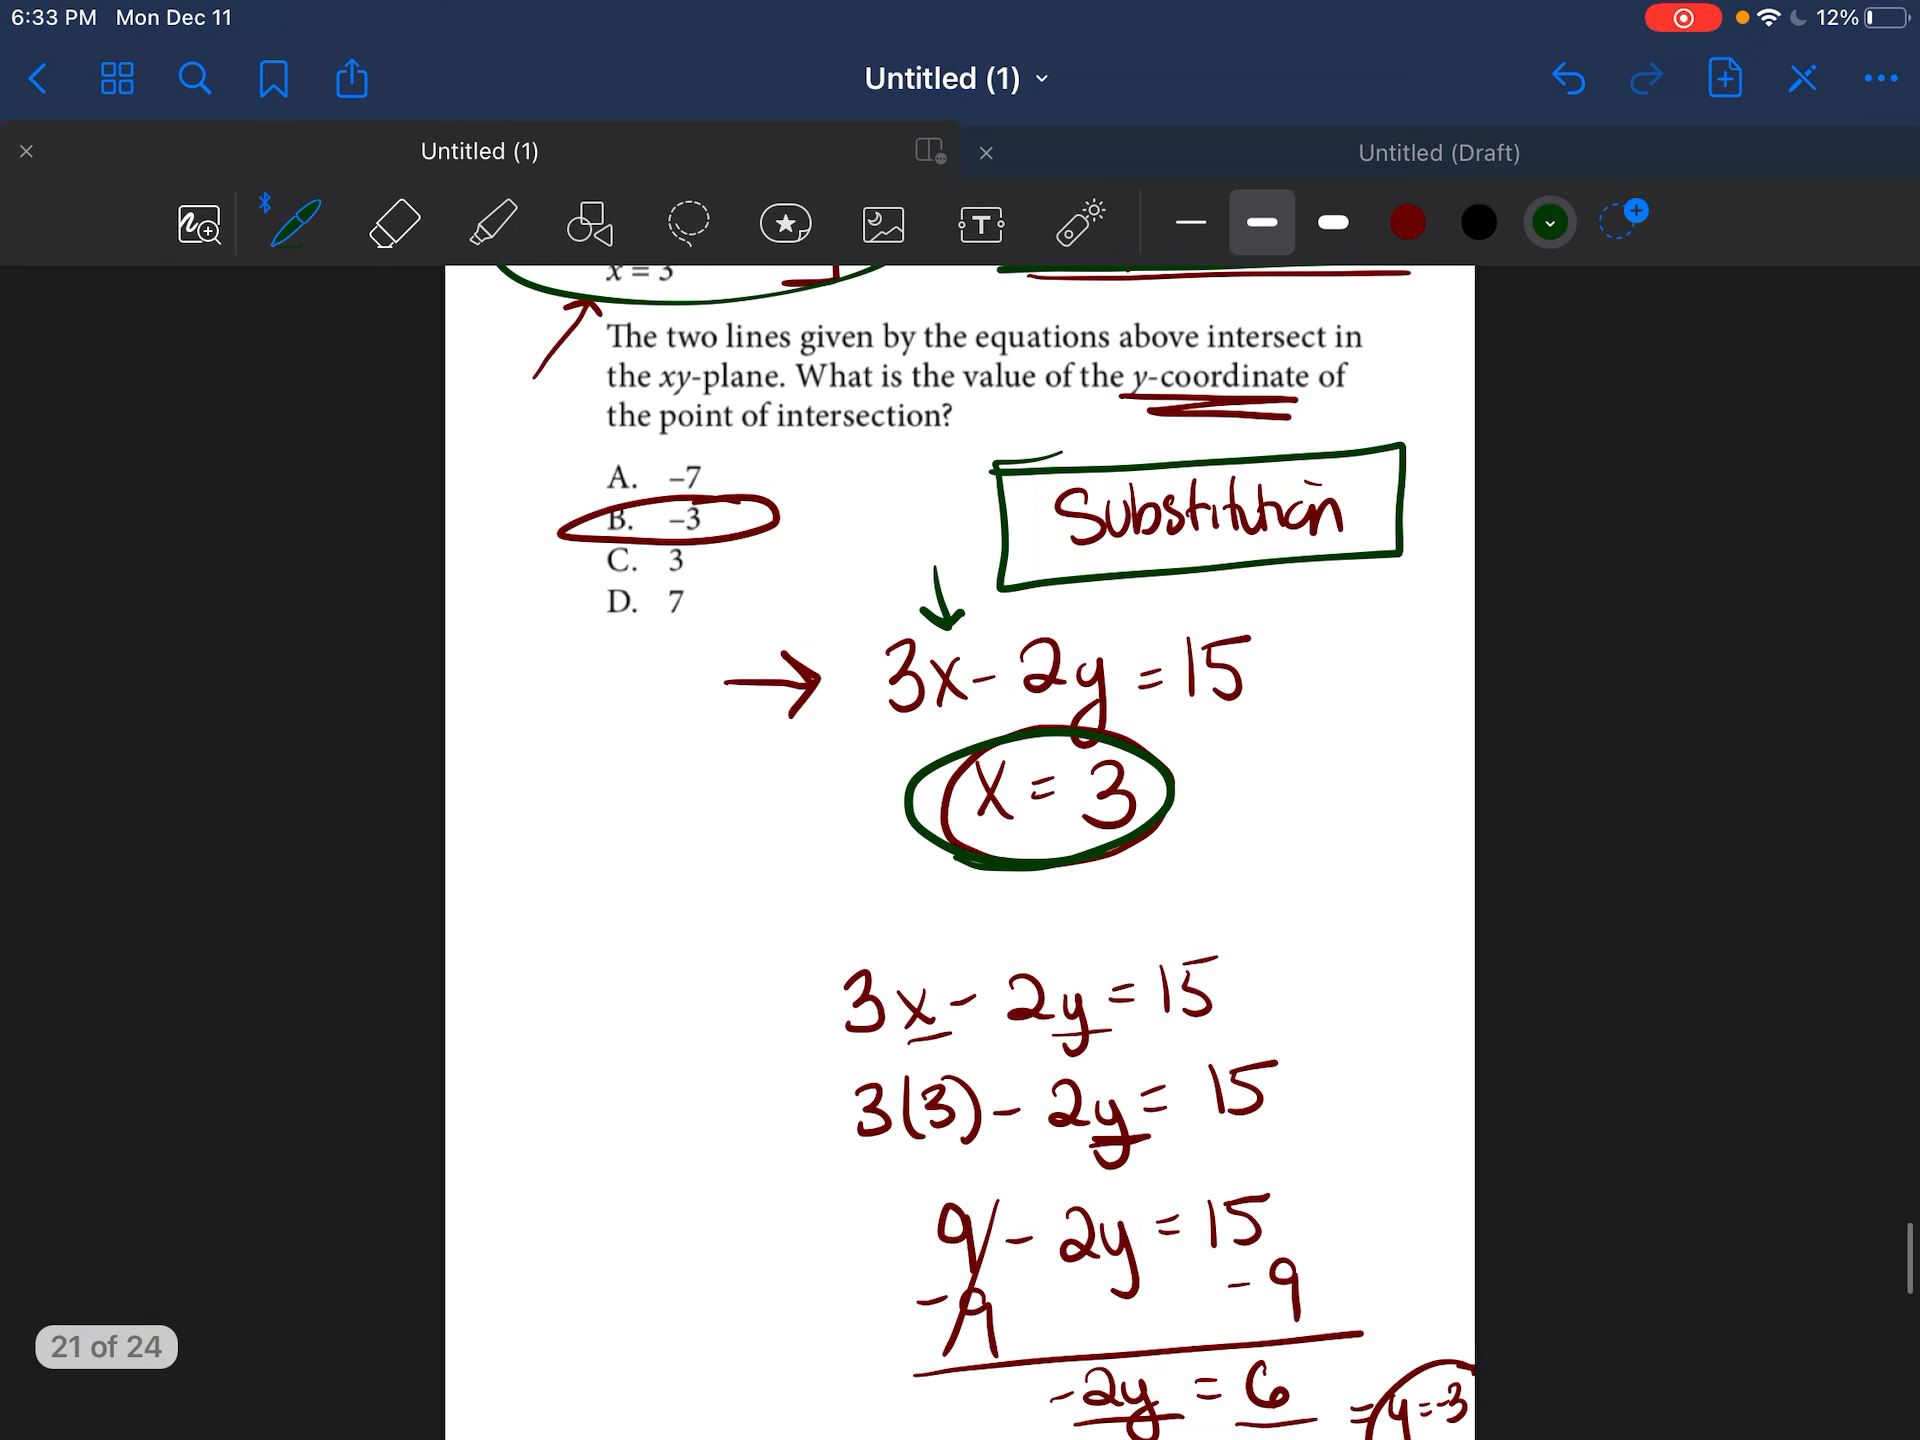 6:33 PM Mon Dec 11
12%
Untitled (1)
Untitled (1)
Untitled (Draft)
x = 3
The two lines given by the equations above intersect in
the xy-plane. What is the value of the y-coordinate of
the point of intersection?
A. –7
B. –3
C. 3
D. 7
Substitution
3x - 2y = 15
x = 3
3x - 2y = 15
3(3) - 2y = 15
9 - 2y = 15
-9 -9
-2y = 6 = y = -3
21 of 24